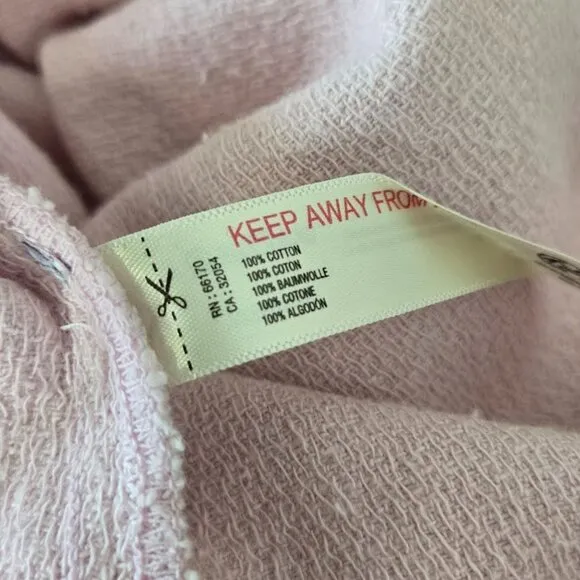 KEEP AWAY FROM
100% COTTON
100% COTON
100% BAUMWOLLE
100% COTONE
100% ALGODÓN
RN : 66170
CA : 32054